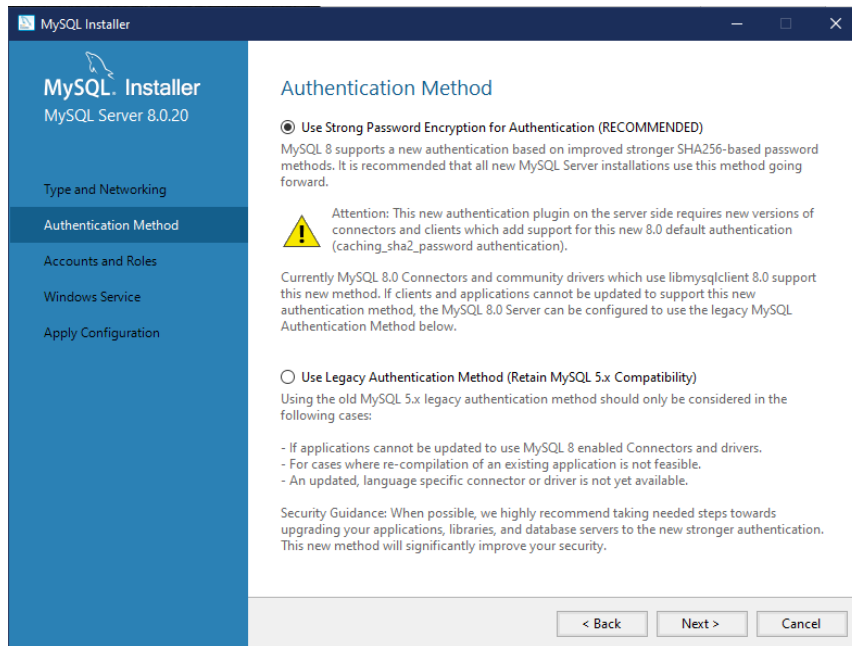 MySQL Installer
MySQL. Installer
MySQL Server 8.0.20
Type and Networking
Authentication Method
Accounts and Roles
Windows Service
Apply Configuration
Authentication Method
Use Strong Password Encryption for Authentication (RECOMMENDED)
MySQL 8 supports a new authentication based on improved stronger SHA256-based password
methods. It is recommended that all new MySQL Server installations use this method going
forward.
Attention: This new authentication plugin on the server side requires new versions of
connectors and clients which add support for this new 8.0 default authentication
(caching_sha2_password authentication).
Currently MySQL 8.0 Connectors and community drivers which use libmysqlclient 8.0 support
this new method. If clients and applications cannot be updated to support this new
authentication method, the MySQL 8.0 Server can be configured to use the legacy MySQL
Authentication Method below.
Use Legacy Authentication Method (Retain MySQL 5.x Compatibility)
Using the old MySQL 5.x legacy authentication method should only be considered in the
following cases:
- If applications cannot be updated to use MySQL 8 enabled Connectors and drivers.
- For cases where re-compilation of an existing application is not feasible.
- An updated, language specific connector or driver is not yet available.
Security Guidance: When possible, we highly recommend taking needed steps towards
upgrading your applications, libraries, and database servers to the new stronger authentication.
This new method will significantly improve your security.
< Back
Next >
Cancel